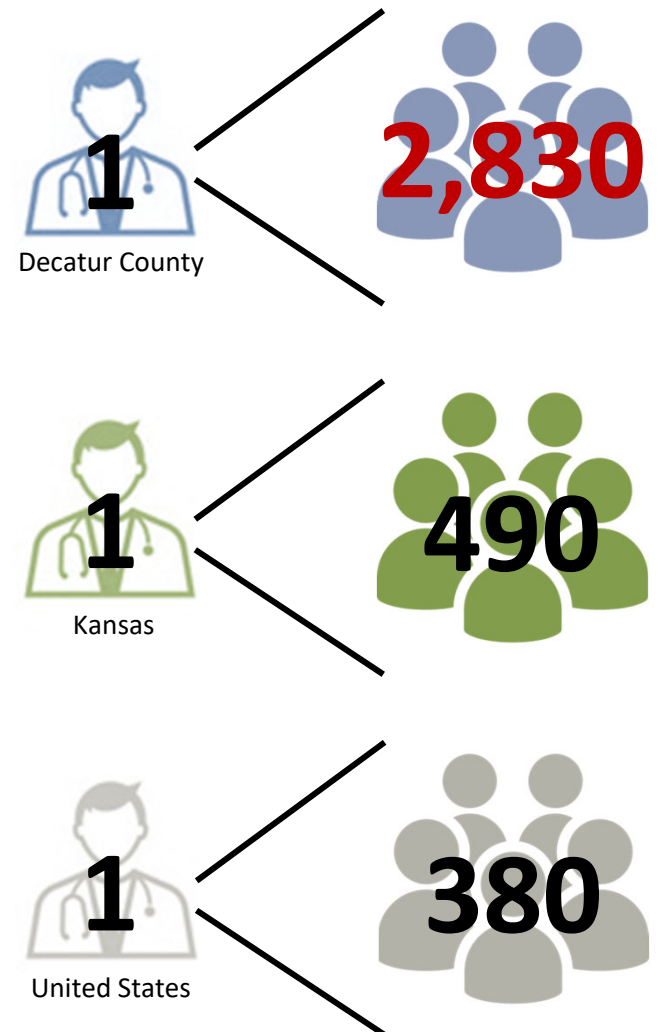 1 2,830
Decatur County
1 490
Kansas
1 380
United States